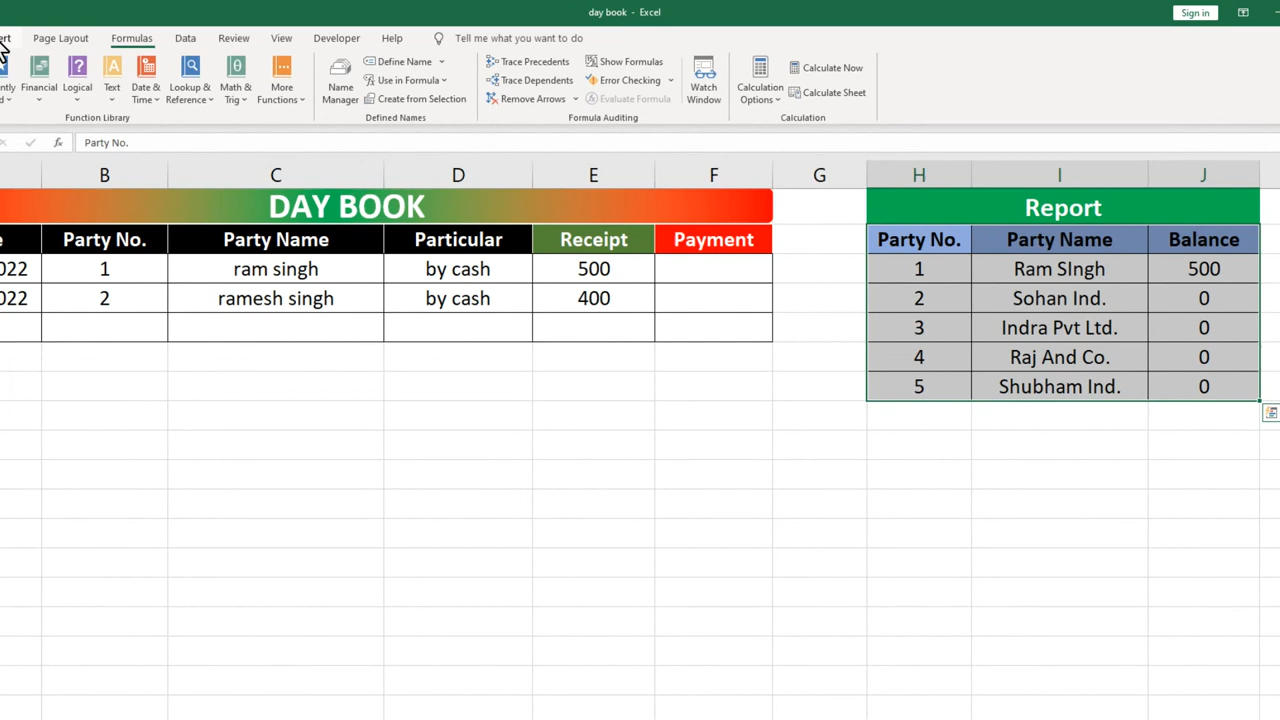 day book - Excel
Sign in
ert Page Layout Formulas Data Review View Developer Help Tell me what you want to do
Financial Logical Text Date & Time Lookup & Reference Math & Trig More Functions
Function Library
Name Manager
Define Name
Use in Formula
Create from Selection
Defined Names
Trace Precedents
Trace Dependents
Remove Arrows
Show Formulas
Error Checking
Evaluate Formula
Formula Auditing
Watch Window
Calculation Options
Calculate Now
Calculate Sheet
Calculation
fx Party No.
B C D E F G H I J
DAY BOOK Report
Party No. Party Name Particular Receipt Payment Party No. Party Name Balance
022 1 ram singh by cash 500 1 Ram SIngh 500
022 2 ramesh singh by cash 400 2 Sohan Ind. 0
3 Indra Pvt Ltd. 0
4 Raj And Co. 0
5 Shubham Ind. 0